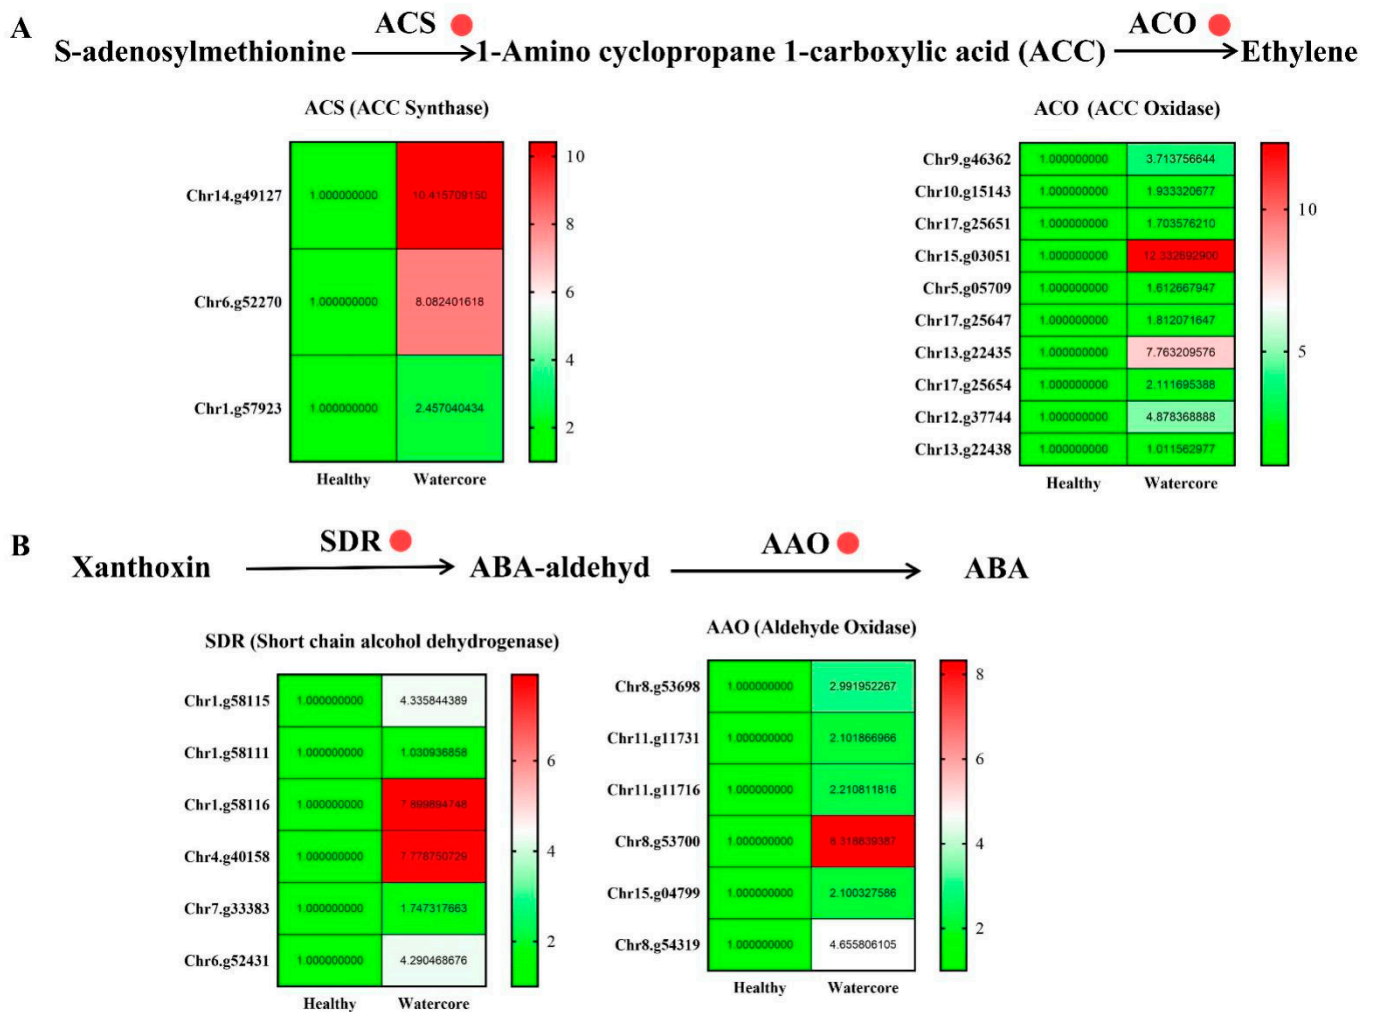 A
ACS
ACO
S-adenosylmethionine 1-Amino cyclopropane 1-carboxylic acid (ACC) Ethylene
ACS (ACC Synthase)
Chr14.g49127 1.000000000 10.415709150
Chr6.g52270 1.000000000 8.082401618
Chr1.g57923 1.000000000 2.457040434
Healthy Watercore
10
8
6
4
2
ACO (ACC Oxidase)
Chr9.g46362 1.000000000 3.713756644
Chr10.g15143 1.000000000 1.933320677
Chr17.g25651 1.000000000 1.703576210
Chr15.g03051 1.000000000 12.332692900
Chr5.g05709 1.000000000 1.612667947
Chr17.g25647 1.000000000 1.812071647
Chr13.g22435 1.000000000 7.763209576
Chr17.g25654 1.000000000 2.111695388
Chr12.g37744 1.000000000 4.878368888
Chr13.g22438 1.000000000 1.011562977
Healthy Watercore
10
5
B
SDR
AAO
Xanthoxin ABA-aldehyd ABA
SDR (Short chain alcohol dehydrogenase)
Chr1.g58115 1.000000000 4.335844389
Chr1.g58111 1.000000000 1.030936858
Chr1.g58116 1.000000000 7.899894748
Chr4.g40158 1.000000000 7.778750729
Chr7.g33383 1.000000000 1.747317663
Chr6.g52431 1.000000000 4.290468676
Healthy Watercore
6
4
2
AAO (Aldehyde Oxidase)
Chr8.g53698 1.000000000 2.991952267
Chr11.g11731 1.000000000 2.101866966
Chr11.g11716 1.000000000 2.210811816
Chr8.g53700 1.000000000 8.318639387
Chr15.g04799 1.000000000 2.100327586
Chr8.g54319 1.000000000 4.655806105
Healthy Watercore
8
6
4
2